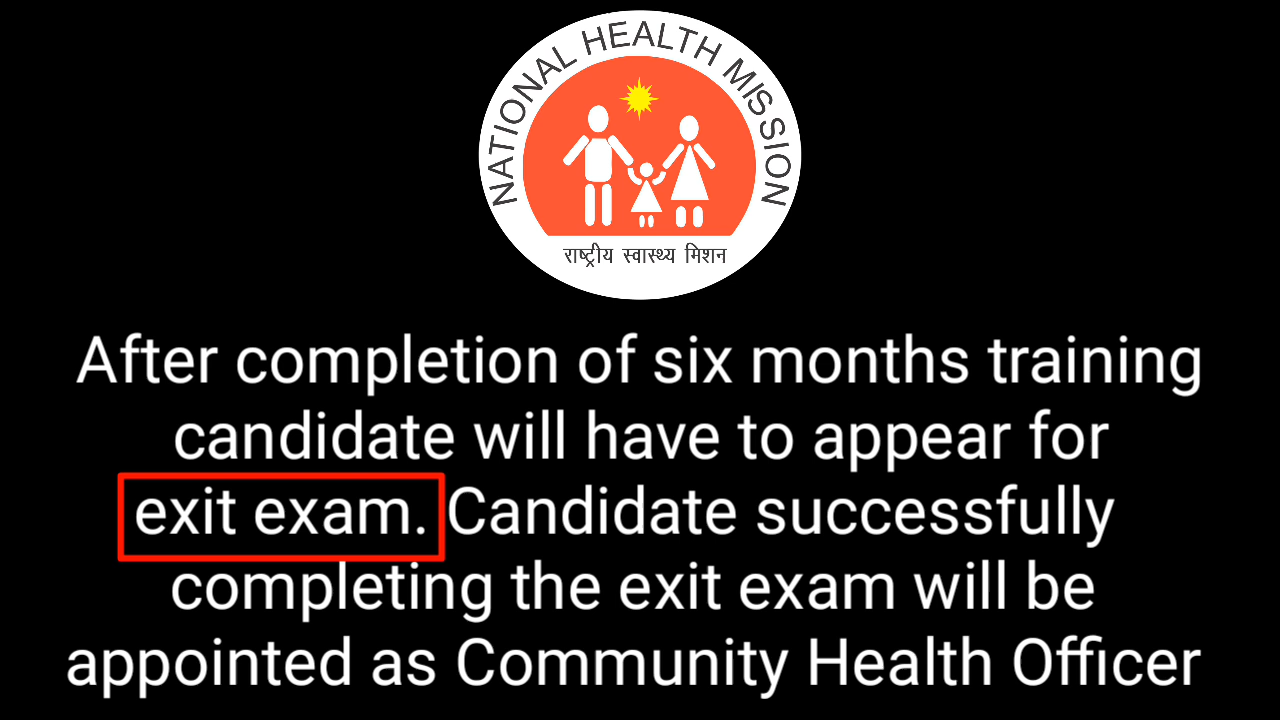 NATIONAL HEALTH MISSION
राष्ट्रीय स्वास्थ्य मिशन
After completion of six months training
candidate will have to appear for
exit exam. Candidate successfully
completing the exit exam will be
appointed as Community Health Officer